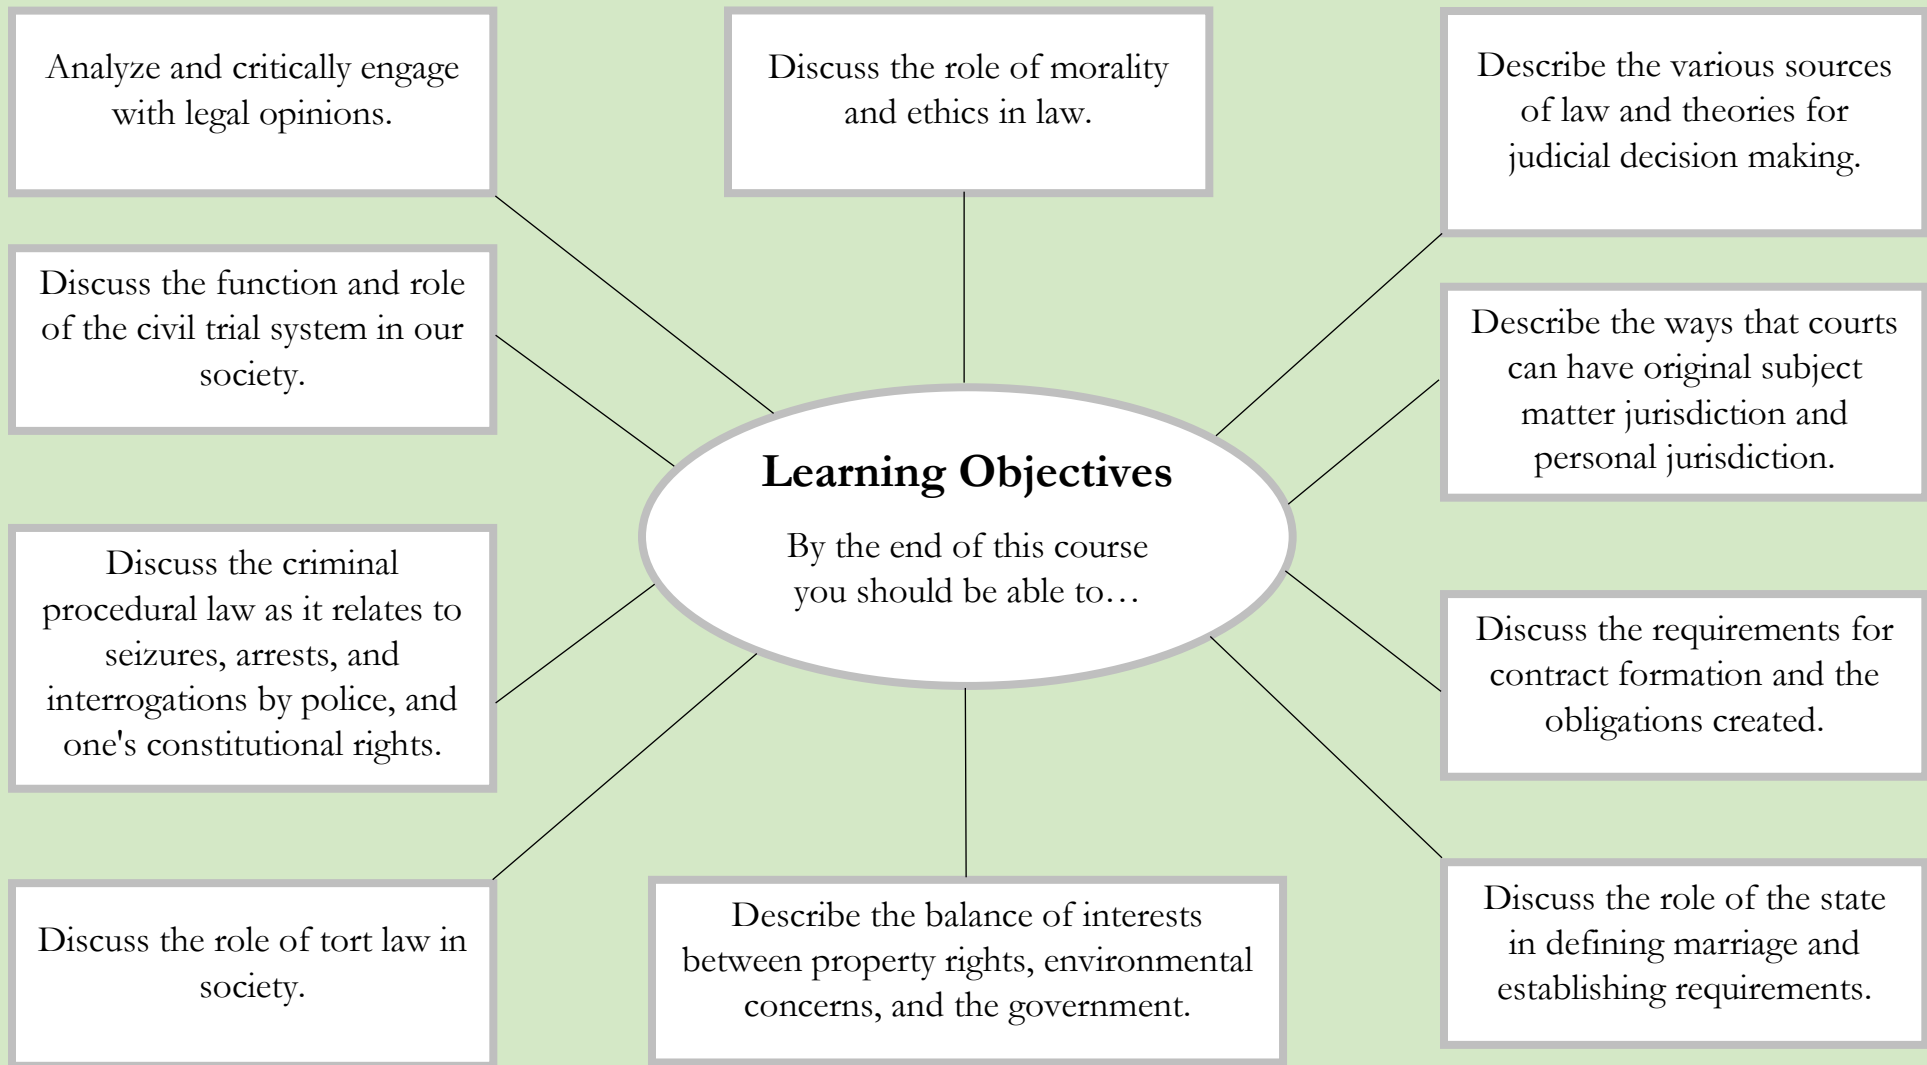 Analyze and critically engage
with legal opinions.
Discuss the role of morality
and ethics in law.
Describe the various sources
of law and theories for
judicial decision making.
Discuss the function and role
of the civil trial system in our
society.
Describe the ways that courts
can have original subject
matter jurisdiction and
personal jurisdiction.
Learning Objectives
By the end of this course
you should be able to…
Discuss the criminal
procedural law as it relates to
seizures, arrests, and
interrogations by police, and
one's constitutional rights.
Discuss the requirements for
contract formation and the
obligations created.
Discuss the role of tort law in
society.
Describe the balance of interests
between property rights, environmental
concerns, and the government.
Discuss the role of the state
in defining marriage and
establishing requirements.